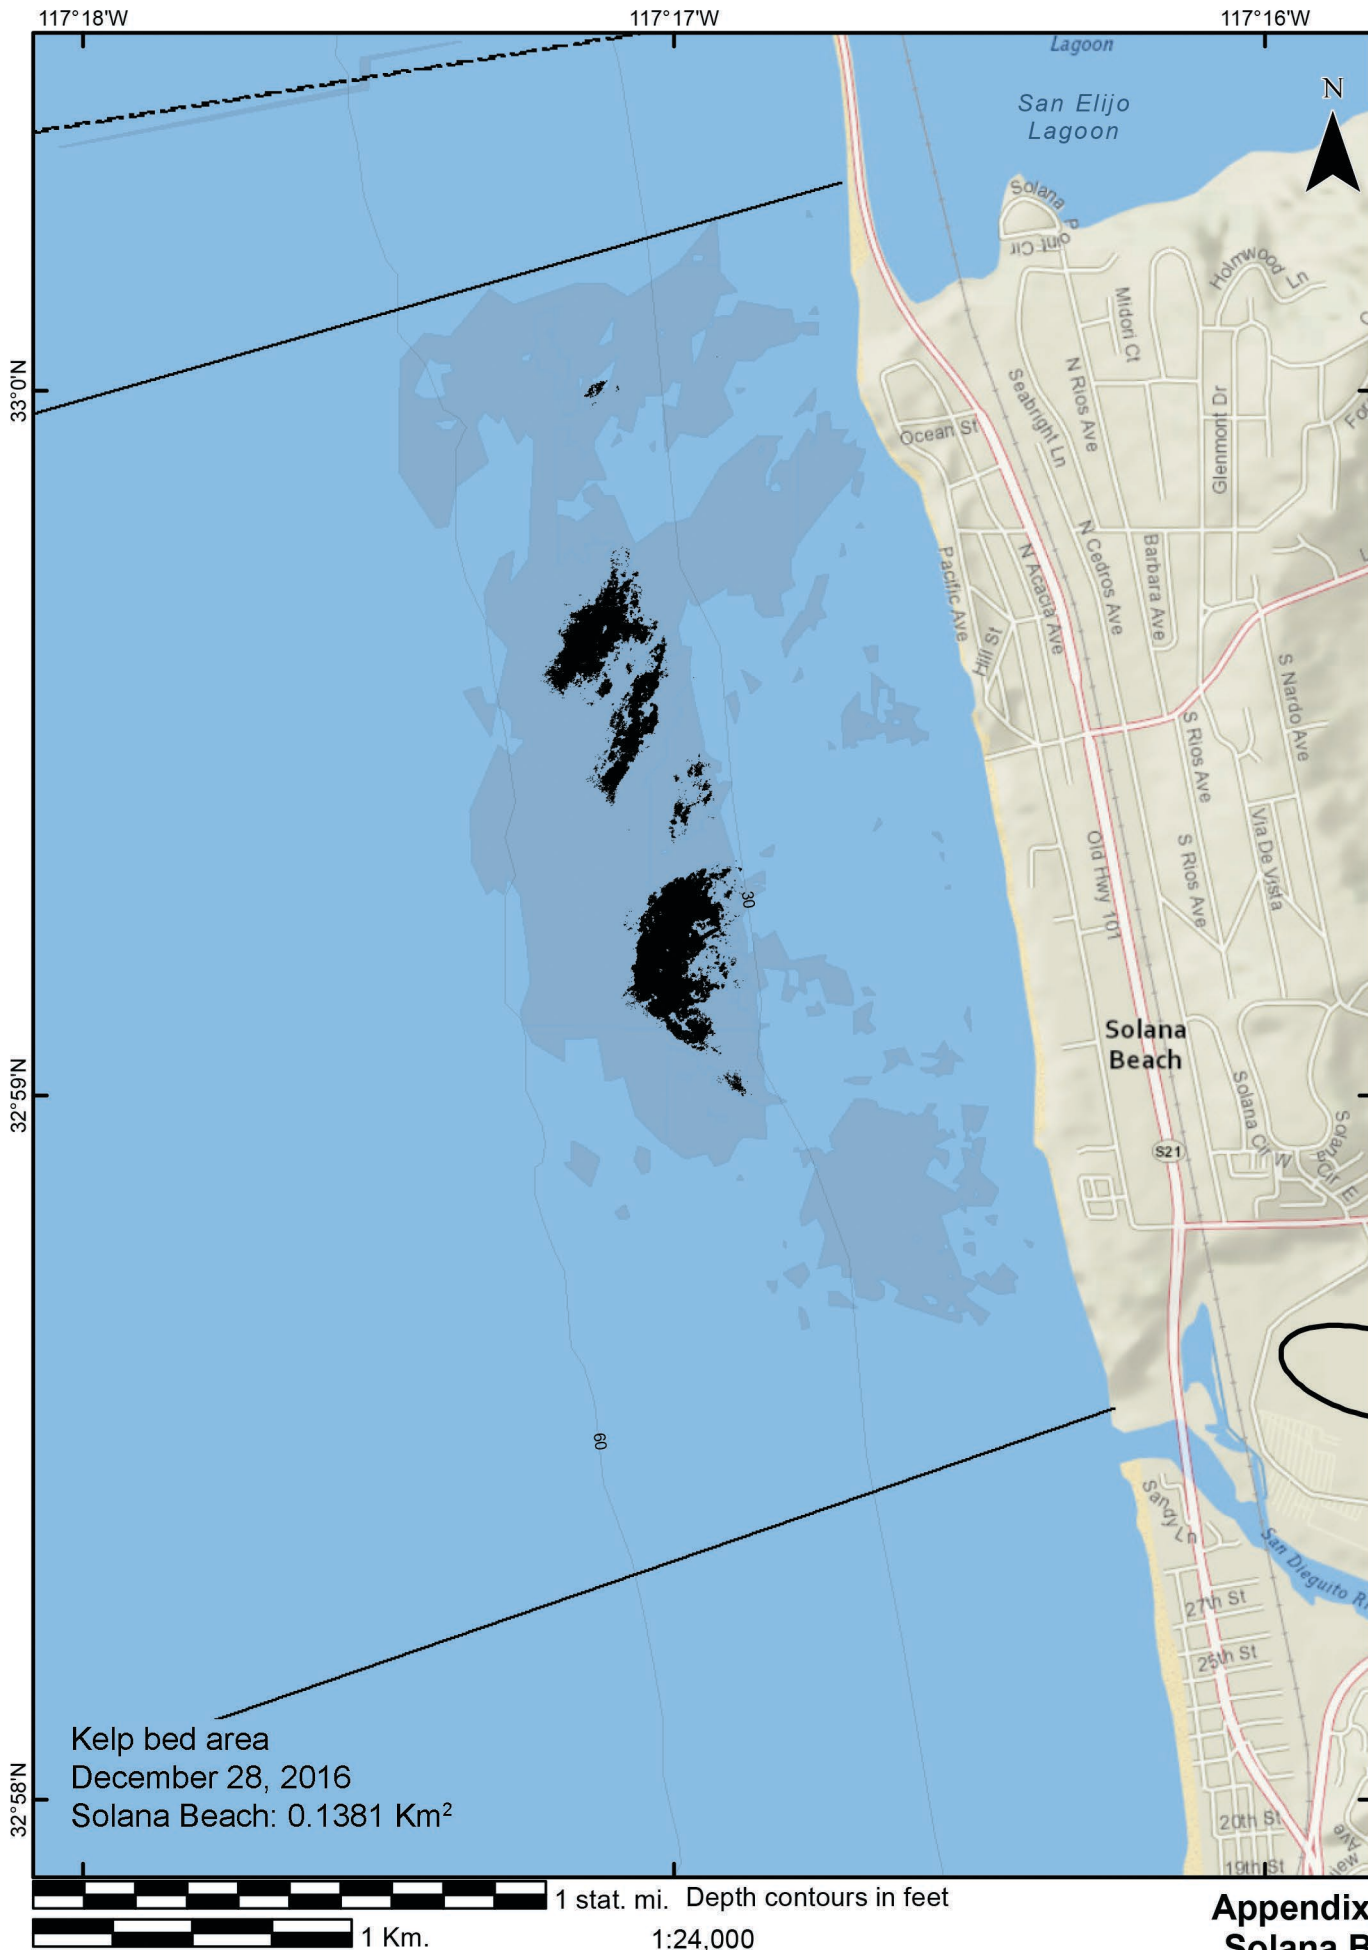 117°18'W
117°17'W
117°16'W
Lagoon
San Elijo
Lagoon
N
Solana Point Cir
Holmwood Ln
Midori Ct
33°0'N
N Rios Ave
Seabright Ln
Glenmont Dr
Ocean St
Pacific Ave
N Acacia Ave
N Cedros Ave
Barbara Ave
Hill St
S Nardo Ave
S Rios Ave
Via De Vista
Old Hwy 101
S Rios Ave
30
Solana
Beach
32°59'N
Solana Cir W
Solana Cir E
S21
60
Sandy Ln
San Dieguito
27th St
25th St
Kelp bed area
December 28, 2016
Solana Beach: 0.1381 Km²
32°58'N
20th St
19th St
Ave
1 stat. mi. Depth contours in feet
1 Km.
1:24,000
Appendix
Solana